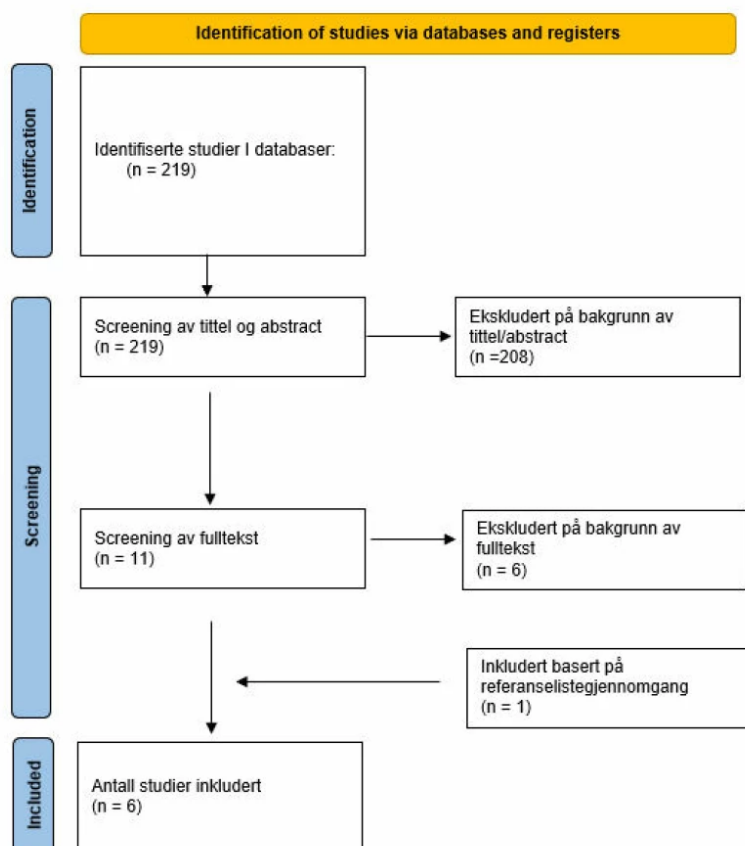 Identification of studies via databases and registers
Identification
Identifiserte studier I databaser:
(n = 219)
Screening
Screening av tittel og abstract
(n = 219)
Ekskludert på bakgrunn av
tittel/abstract
(n =208)
Screening av fulltekst
(n = 11)
Ekskludert på bakgrunn av
fulltekst
(n = 6)
Inkludert basert på
referanselistegjennomgang
(n = 1)
Included
Antall studier inkludert
(n = 6)